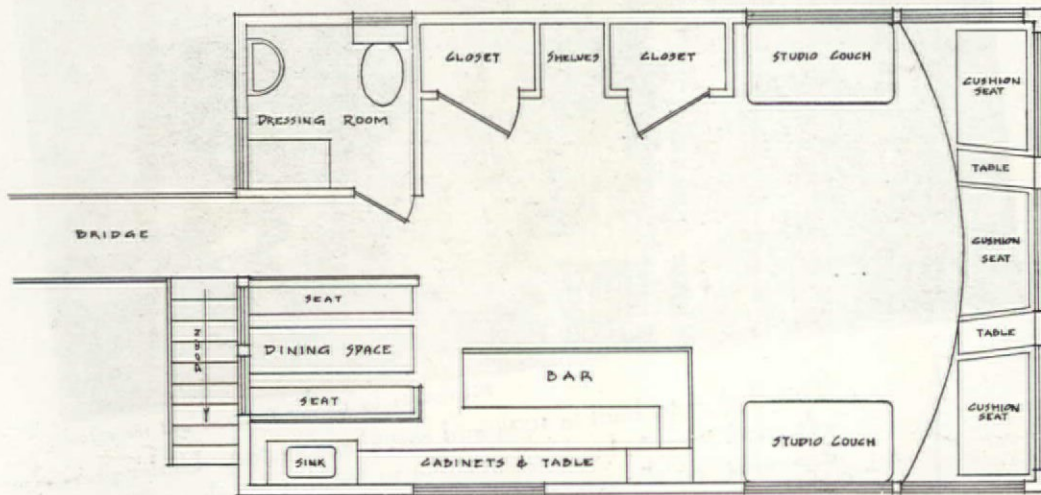 CLOSET
SHELVES
CLOSET
STUDIO COUCH
CUSHION
SEAT
DRESSING ROOM
TABLE
BRIDGE
CUSHION
SEAT
SEAT
DOWN
DINING SPACE
TABLE
BAR
SEAT
CUSHION
SEAT
STUDIO COUCH
SINK
CABINETS & TABLE